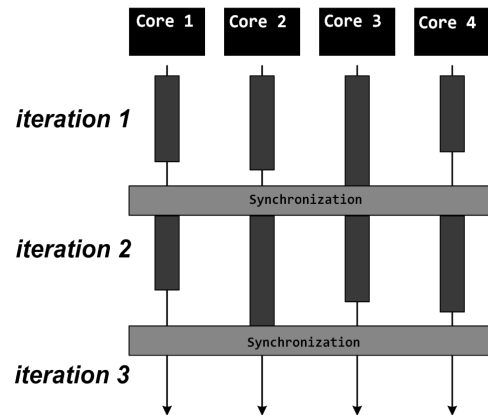 Core 1
Core 2
Core 3
Core 4
iteration 1
Synchronization
iteration 2
Synchronization
iteration 3